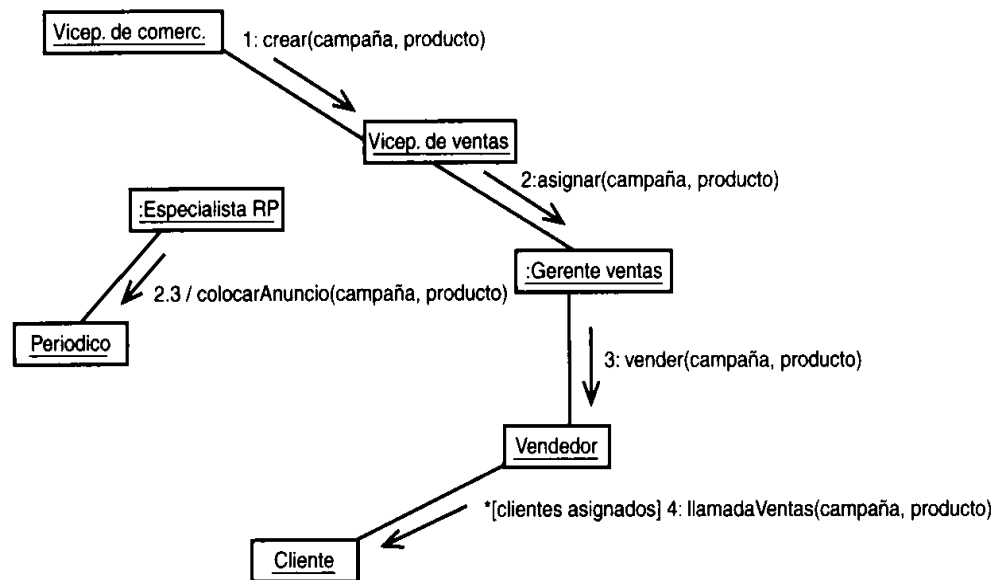 Vicep. de comerc.
1: crear(campaña, producto)
Vicep. de ventas
2:asignar(campaña, producto)
:Especialista RP
:Gerente ventas
2.3 / colocarAnuncio(campaña, producto)
Periodico
3: vender(campaña, producto)
Vendedor
*[clientes asignados] 4: llamadaVentas(campaña, producto)
Cliente